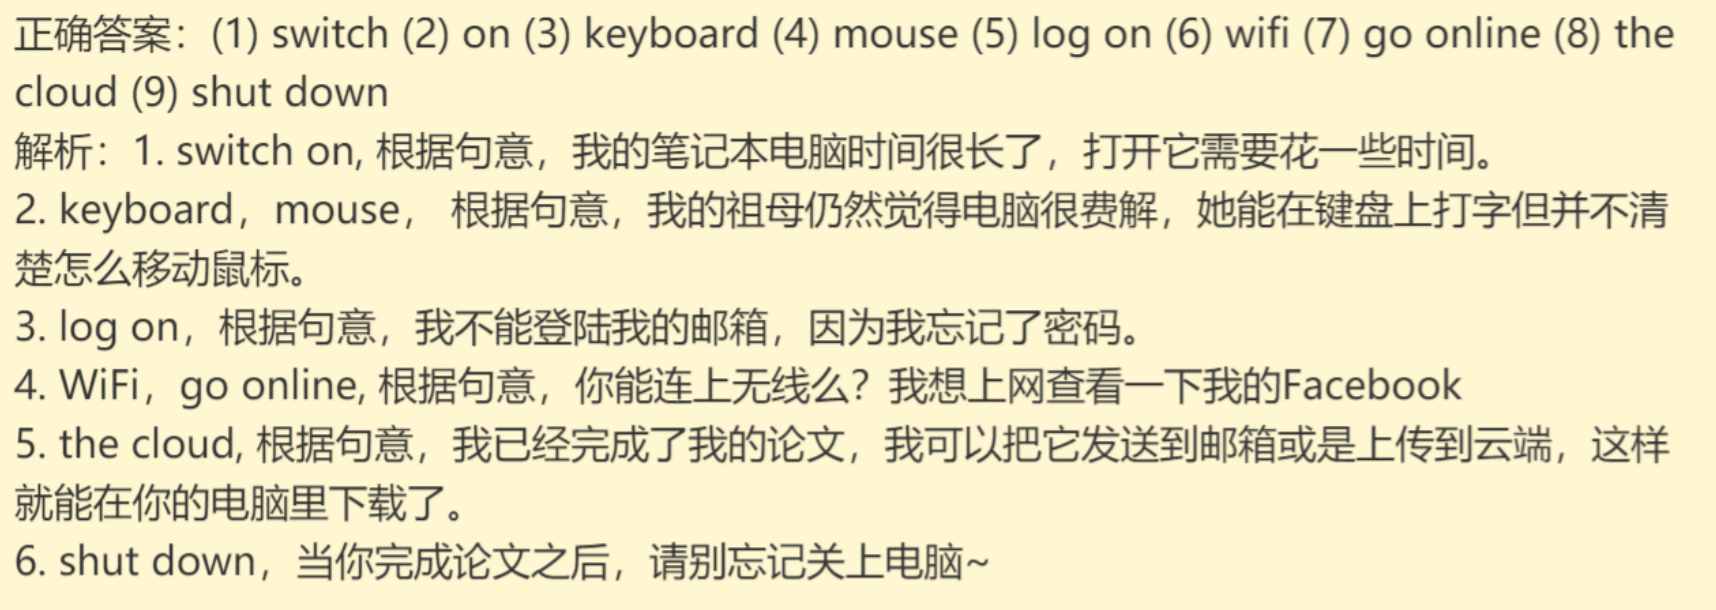 正确答案：(1) switch (2) on (3) keyboard (4) mouse (5) log on (6) wifi (7) go online (8) the
cloud (9) shut down
解析：1. switch on, 根据句意，我的笔记本电脑时间很长了，打开它需要花一些时间。
2. keyboard，mouse， 根据句意，我的祖母仍然觉得电脑很费解，她能在键盘上打字但并不清
楚怎么移动鼠标。
3. log on，根据句意，我不能登陆我的邮箱，因为我忘记了密码。
4. WiFi，go online, 根据句意，你能连上无线么？我想上网查看一下我的Facebook
5. the cloud, 根据句意，我已经完成了我的论文，我可以把它发送到邮箱或是上传到云端，这样
就能在你的电脑里下载了。
6. shut down，当你完成论文之后，请别忘记关上电脑~